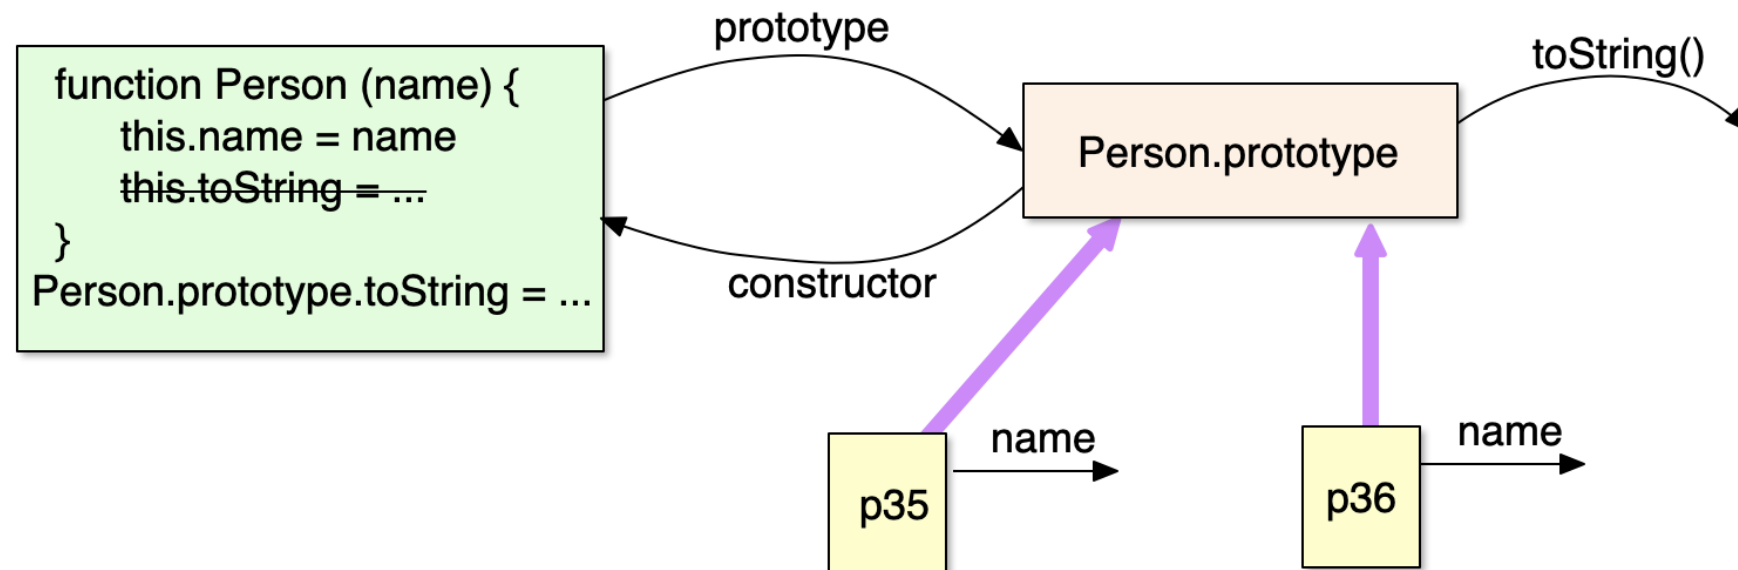 prototype
toString()
function Person (name) {
this.name = name
this.toString = ...
}
Person.prototype.toString = ...
Person.prototype
constructor
name
name
p35
p36